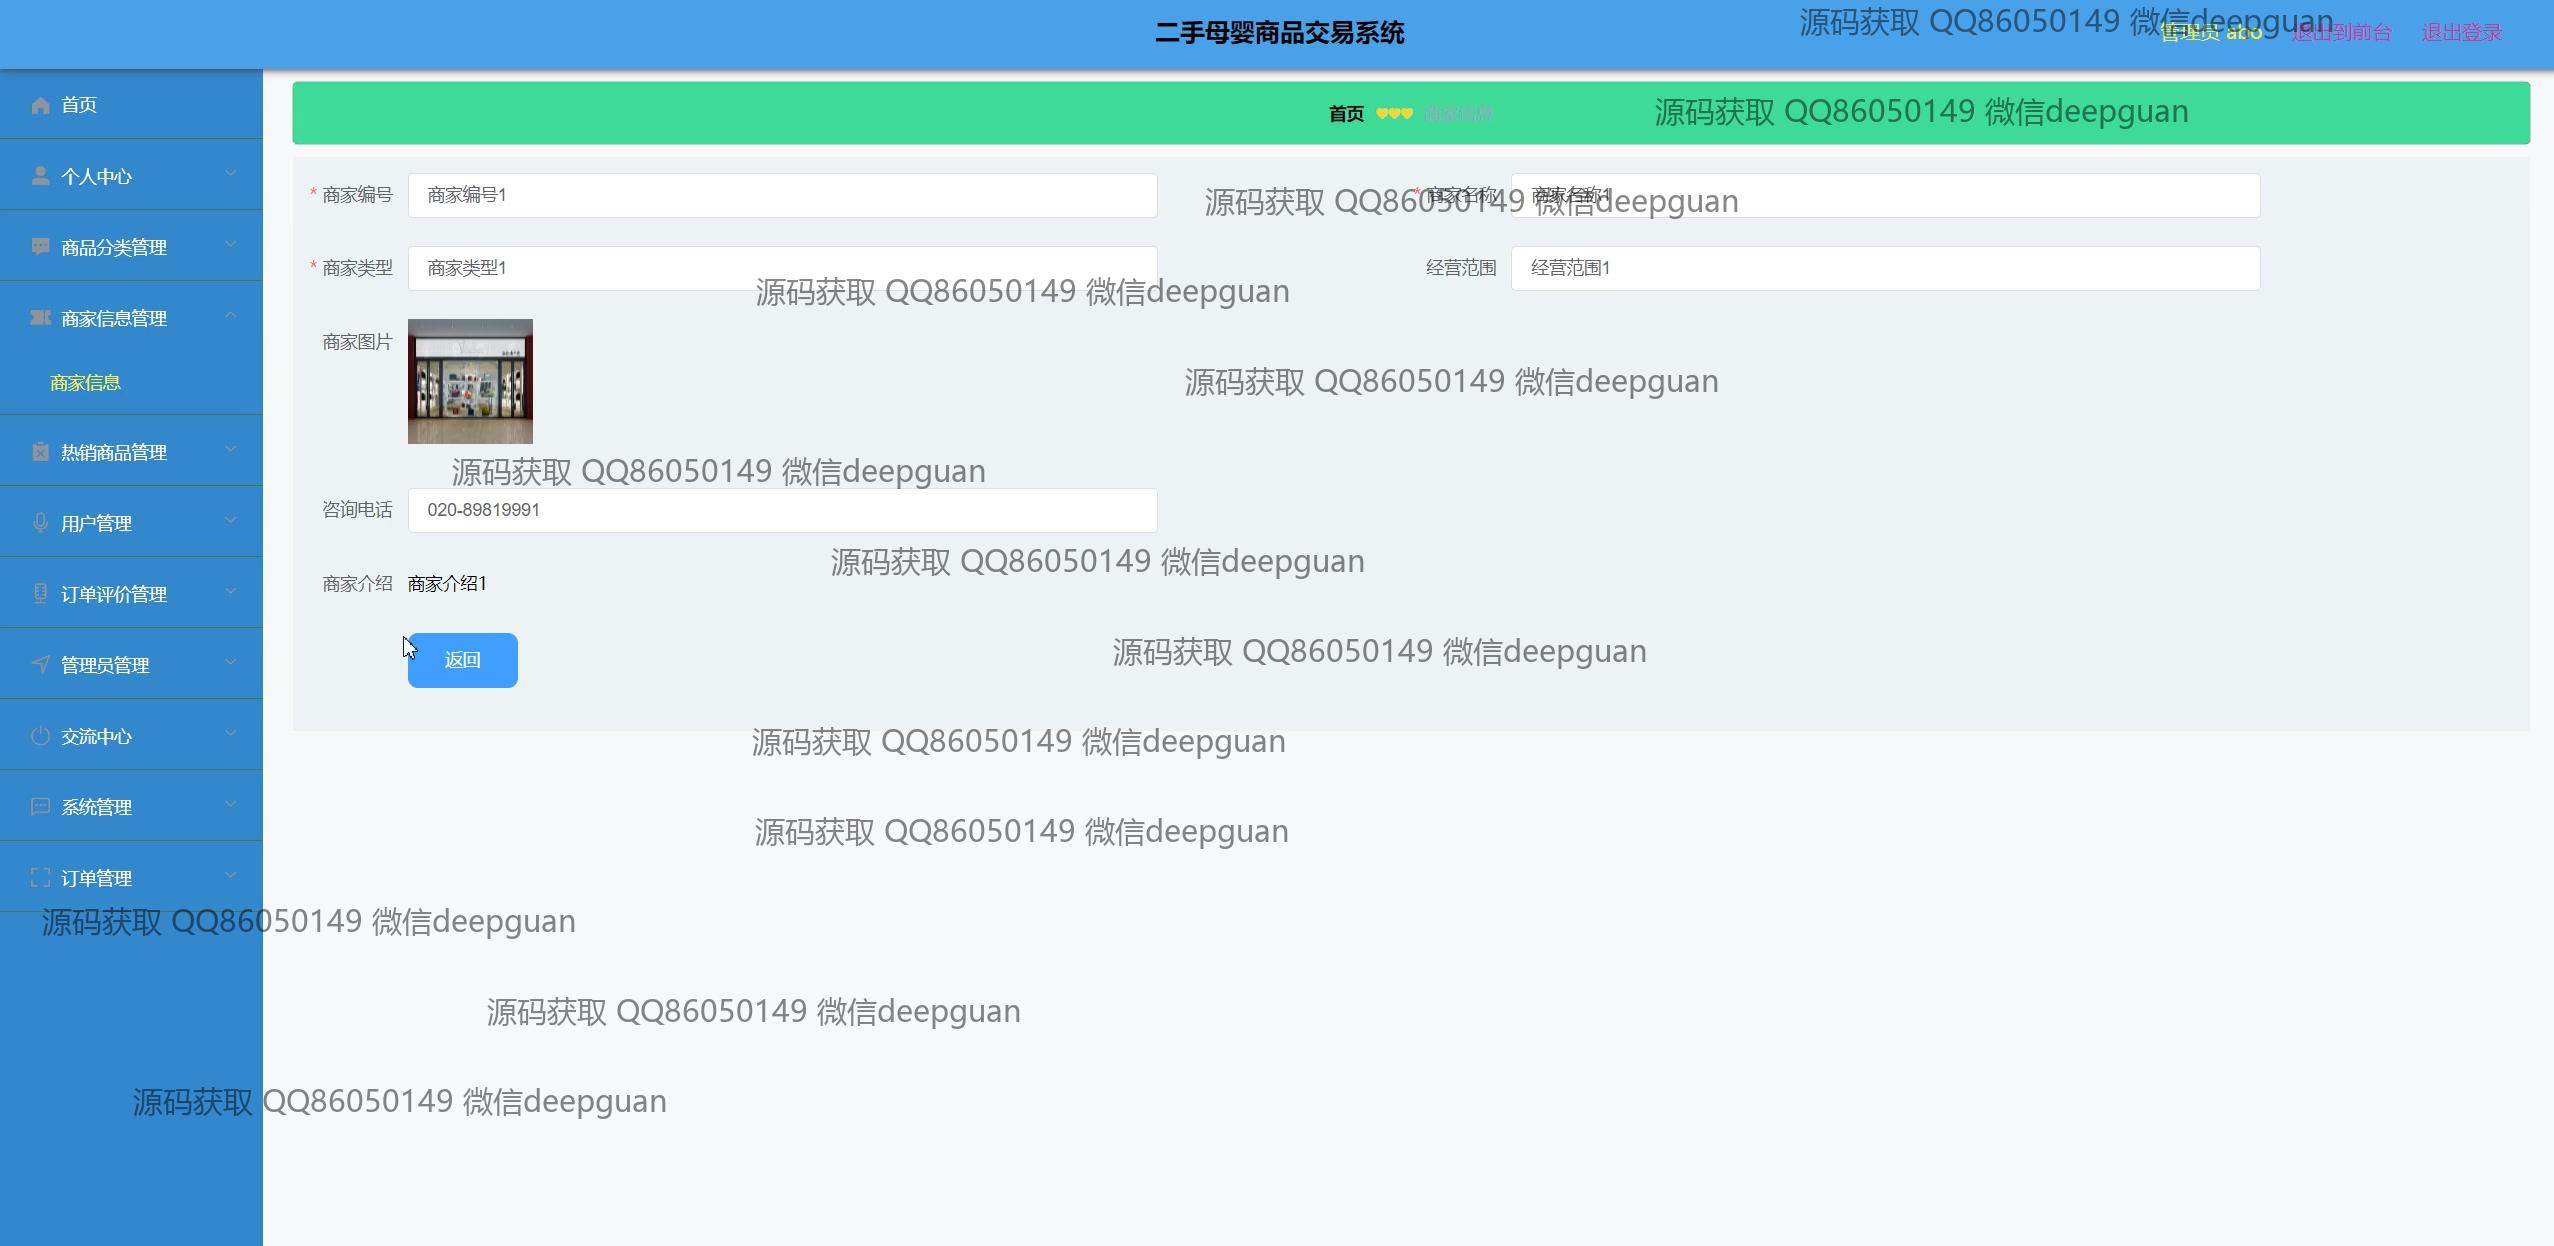 二手母婴商品交易系统
源码获取 QQ86050149 微信deepguan
管理员 abo
退出到前台
退出登录
首页
首页
商家信息
源码获取 QQ86050149 微信deepguan
个人中心
* 商家编号
商家编号1
源码获取 QQ86050149 微信deepguan
* 商家名称
商家名称1
商品分类管理
* 商家类型
商家类型1
源码获取 QQ86050149 微信deepguan
经营范围
经营范围1
商家信息管理
商家图片
商家信息
源码获取 QQ86050149 微信deepguan
热销商品管理
源码获取 QQ86050149 微信deepguan
用户管理
咨询电话
020-89819991
源码获取 QQ86050149 微信deepguan
订单评价管理
商家介绍
商家介绍1
管理员管理
返回
源码获取 QQ86050149 微信deepguan
交流中心
源码获取 QQ86050149 微信deepguan
系统管理
源码获取 QQ86050149 微信deepguan
订单管理
源码获取 QQ86050149 微信deepguan
源码获取 QQ86050149 微信deepguan
源码获取 QQ86050149 微信deepguan